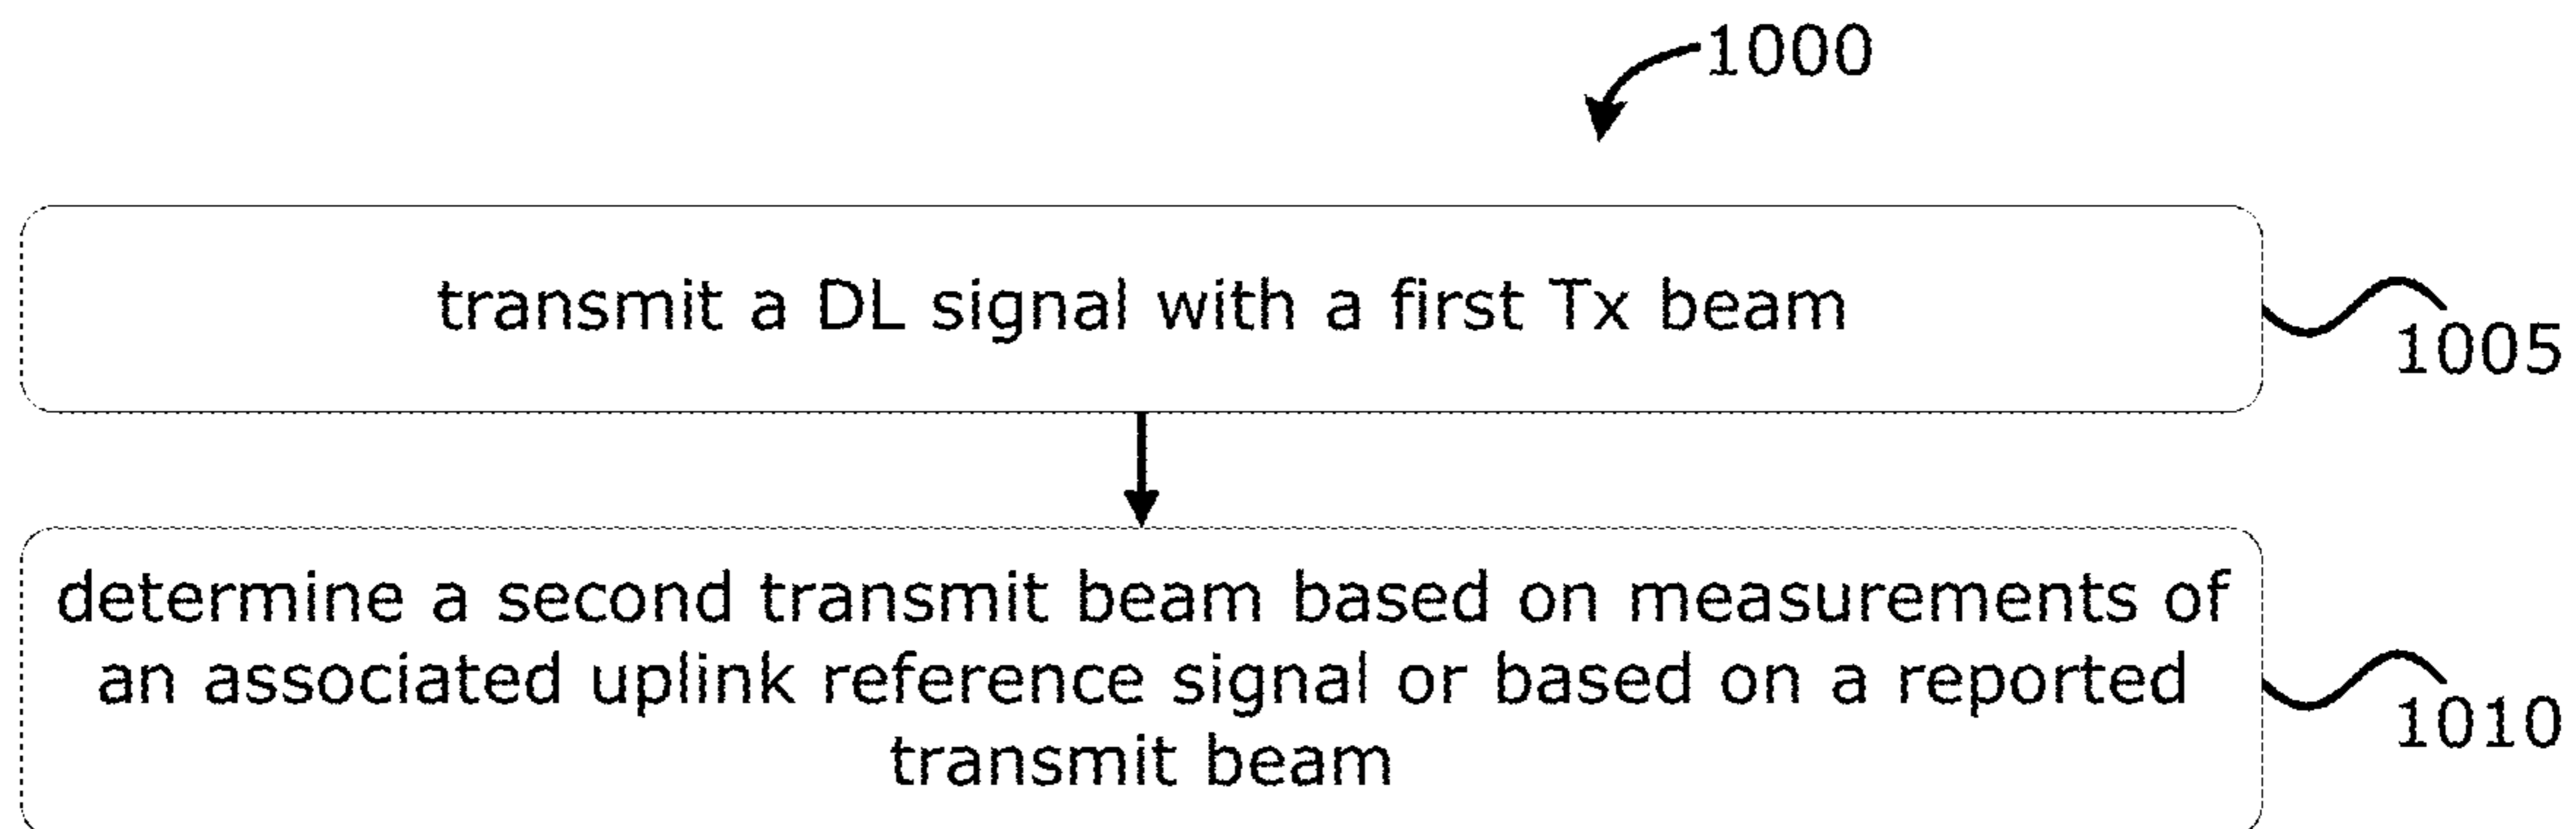 1000
transmit a DL signal with a first Tx beam
1005
determine a second transmit beam based on measurements of
an associated uplink reference signal or based on a reported
transmit beam
1010